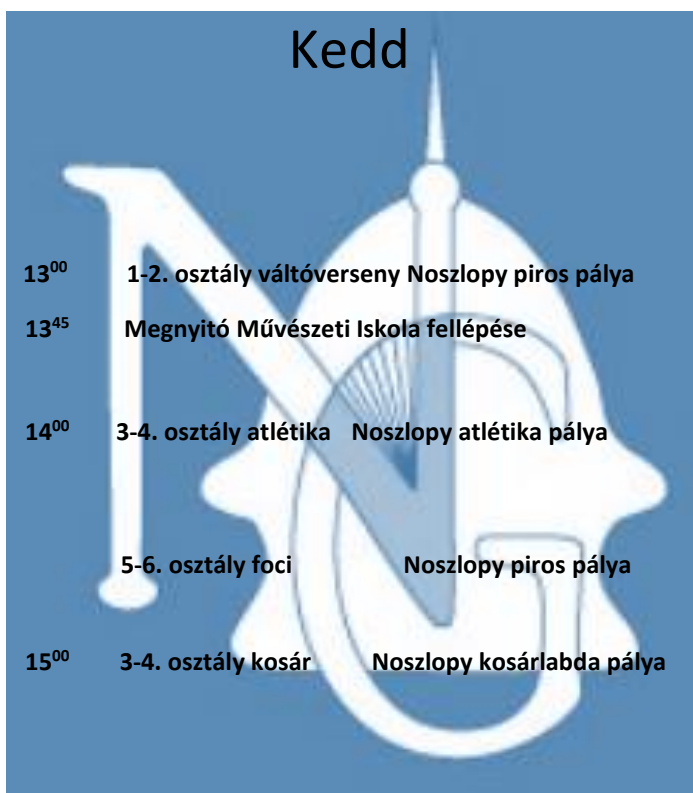 Kedd
13⁰⁰ 1-2. osztály váltóverseny Noszlopy piros pálya
13⁴⁵ Megnyitó Művészeti Iskola fellépése
14⁰⁰ 3-4. osztály atlétika Noszlopy atlétika pálya
5-6. osztály foci Noszlopy piros pálya
15⁰⁰ 3-4. osztály kosár Noszlopy kosárlabda pálya